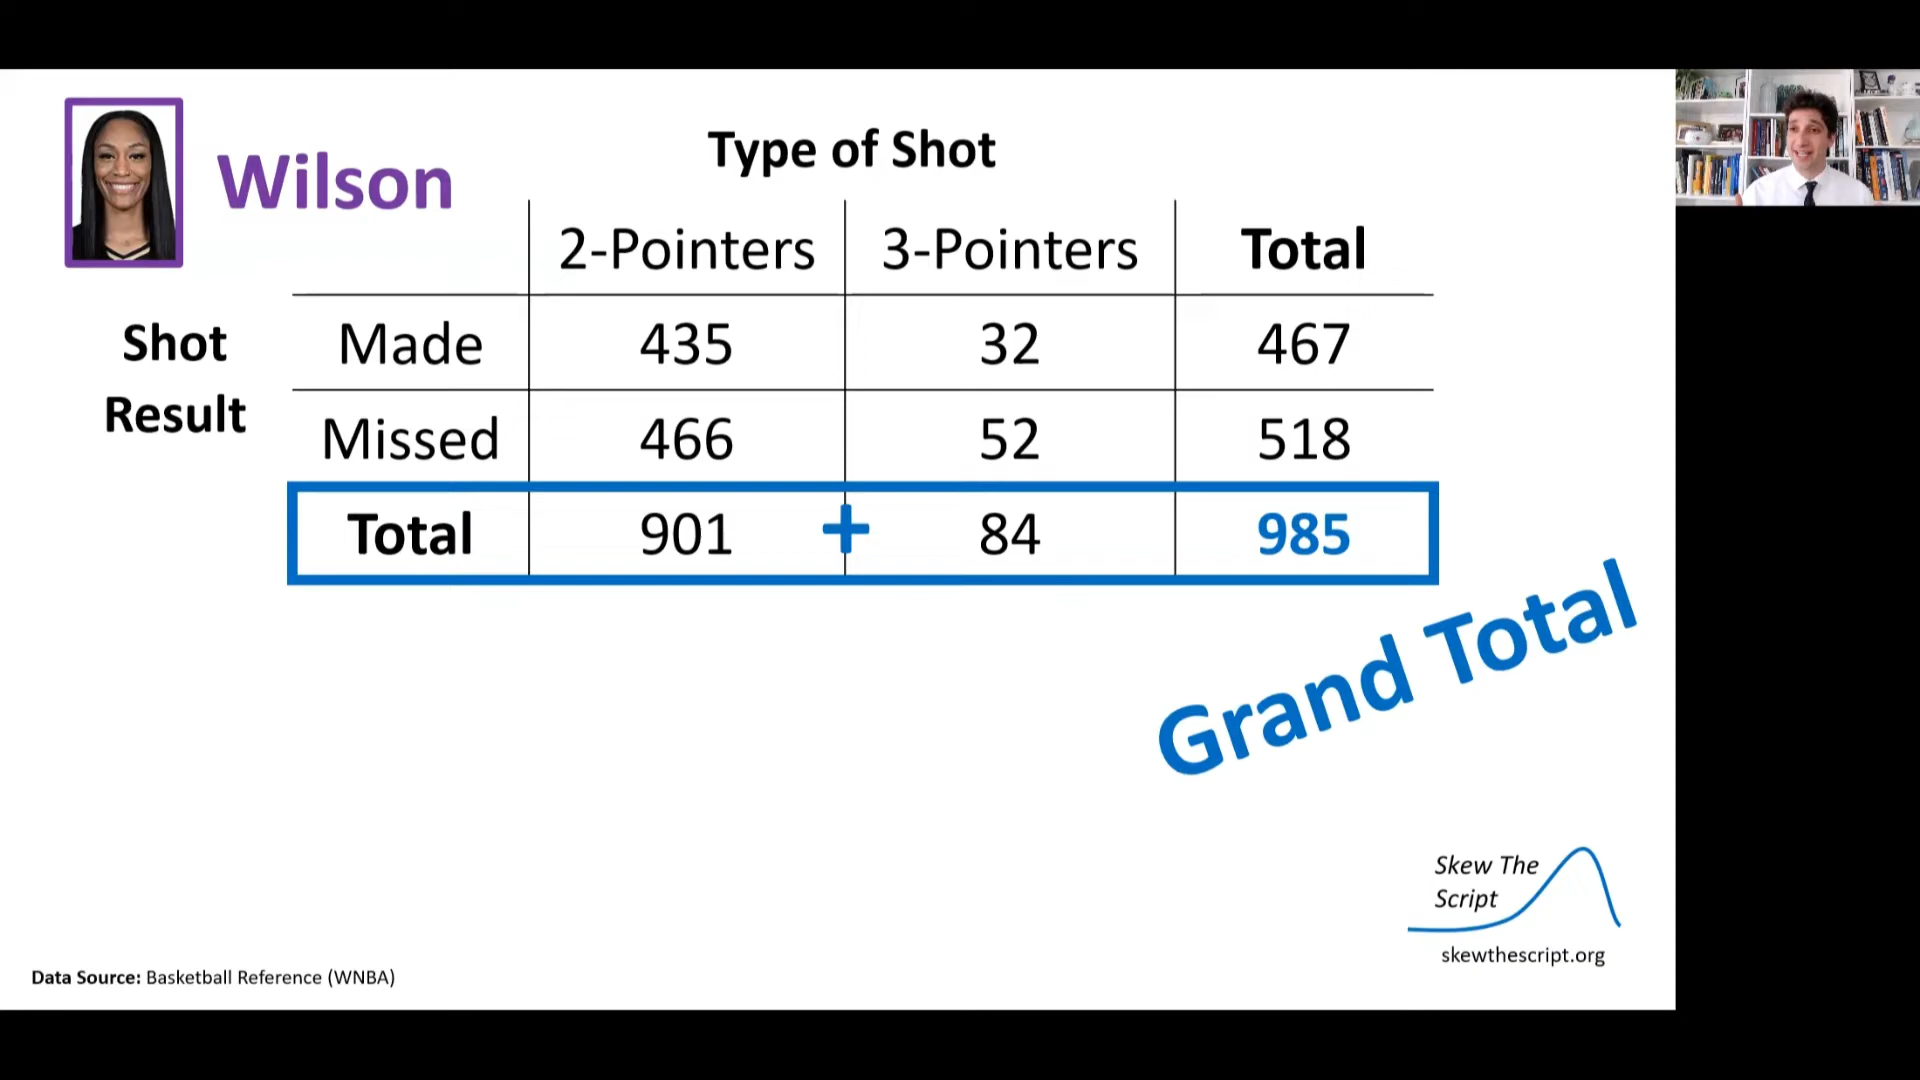 Wilson
Type of Shot
2-Pointers 3-Pointers Total
Shot
Result
Made 435 32 467
Missed 466 52 518
Total 901 + 84 985
Grand Total
Skew The
Script
skewthescript.org
Data Source: Basketball Reference (WNBA)